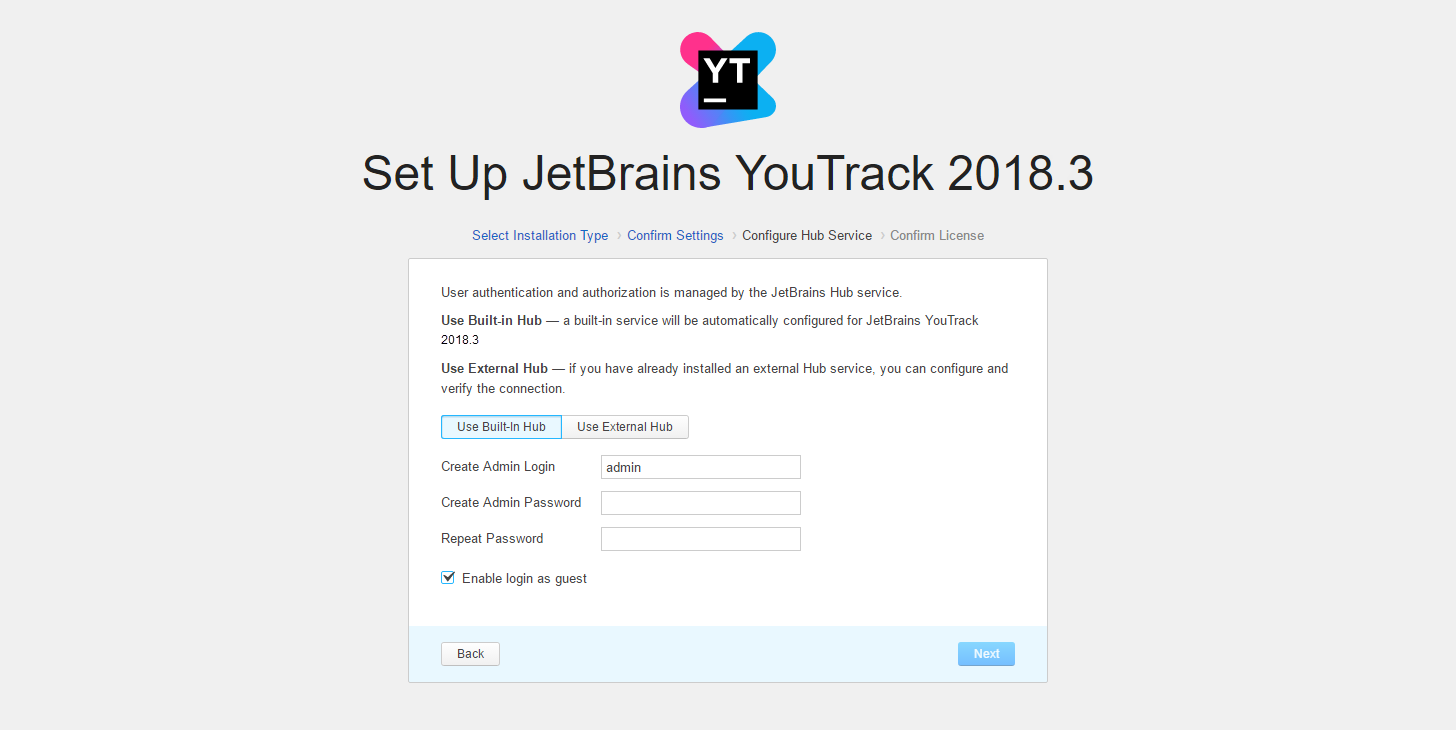 YT
Set Up JetBrains YouTrack 2018.3
Select Installation Type › Confirm Settings › Configure Hub Service › Confirm License
User authentication and authorization is managed by the JetBrains Hub service.
Use Built-in Hub — a built-in service will be automatically configured for JetBrains YouTrack
2018.3
Use External Hub — if you have already installed an external Hub service, you can configure and
verify the connection.
Use Built-In Hub Use External Hub
Create Admin Login admin
Create Admin Password
Repeat Password
Enable login as guest
Back Next